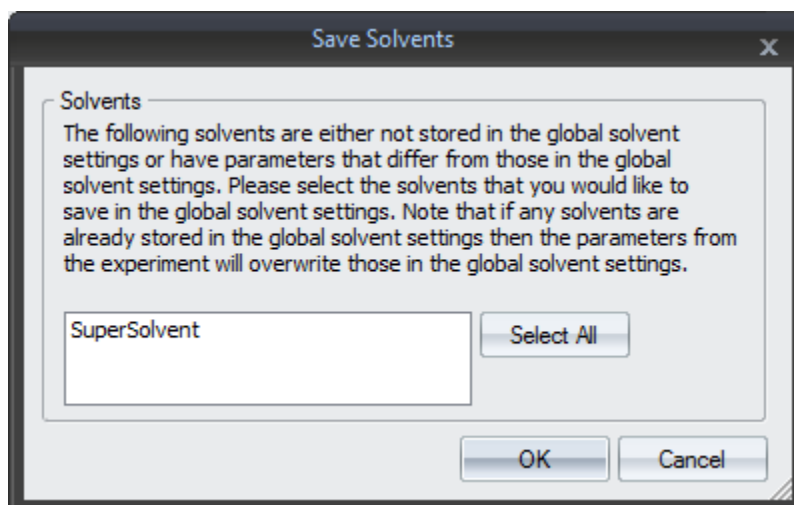 Save Solvents
x
Solvents
The following solvents are either not stored in the global solvent
settings or have parameters that differ from those in the global
solvent settings. Please select the solvents that you would like to
save in the global solvent settings. Note that if any solvents are
already stored in the global solvent settings then the parameters from
the experiment will overwrite those in the global solvent settings.
SuperSolvent
Select All
OK
Cancel